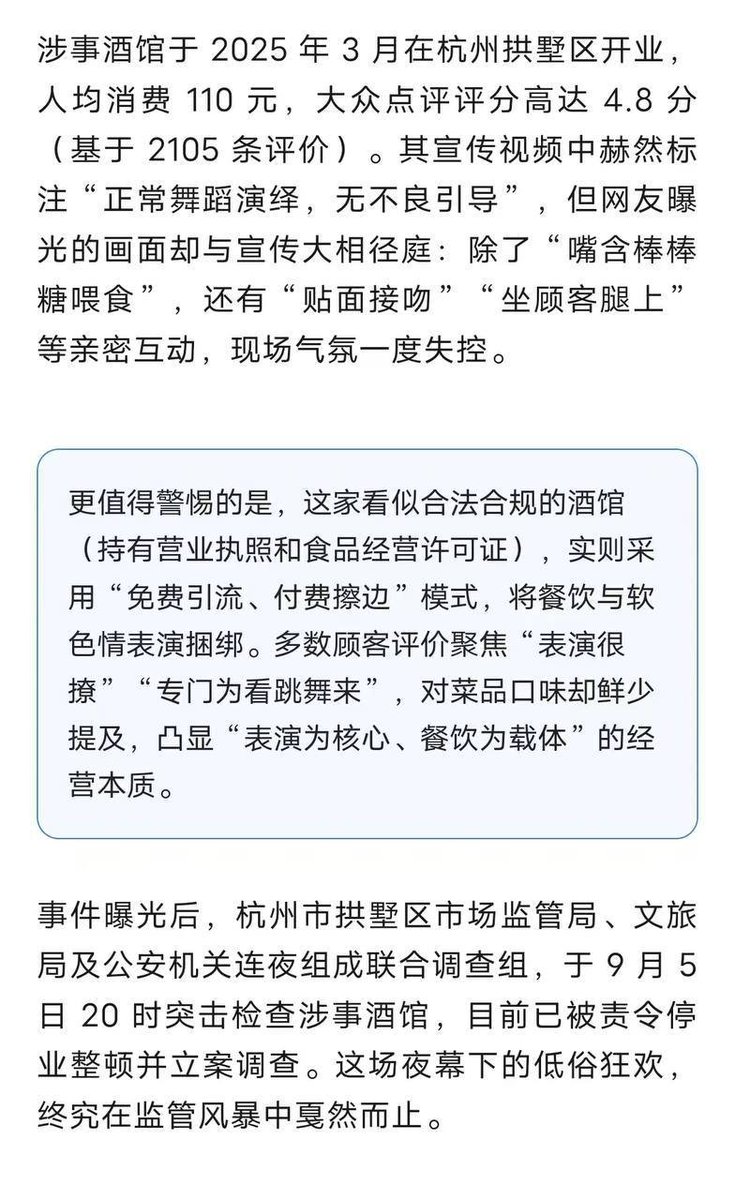 涉事酒馆于 2025 年 3 月在杭州拱墅区开业，
人均消费 110 元，大众点评评分高达 4.8 分
（基于 2105 条评价）。其宣传视频中赫然标
注“正常舞蹈演绎，无不良引导”，但网友曝
光的画面却与宣传大相径庭：除了“嘴含棒棒
糖喂食”，还有“贴面接吻”“坐顾客腿上”
等亲密互动，现场气氛一度失控。
更值得警惕的是，这家看似合法合规的酒馆
（持有营业执照和食品经营许可证），实则采
用“免费引流、付费擦边”模式，将餐饮与软
色情表演捆绑。多数顾客评价聚焦“表演很
撩”“专门为看跳舞来”，对菜品口味却鲜少
提及，凸显“表演为核心、餐饮为载体”的经
营本质。
事件曝光后，杭州市拱墅区市场监管局、文旅
局及公安机关连夜组成联合调查组，于 9 月 5
日 20 时突击检查涉事酒馆，目前已被责令停
业整顿并立案调查。这场夜幕下的低俗狂欢，
终究在监管风暴中戛然而止。